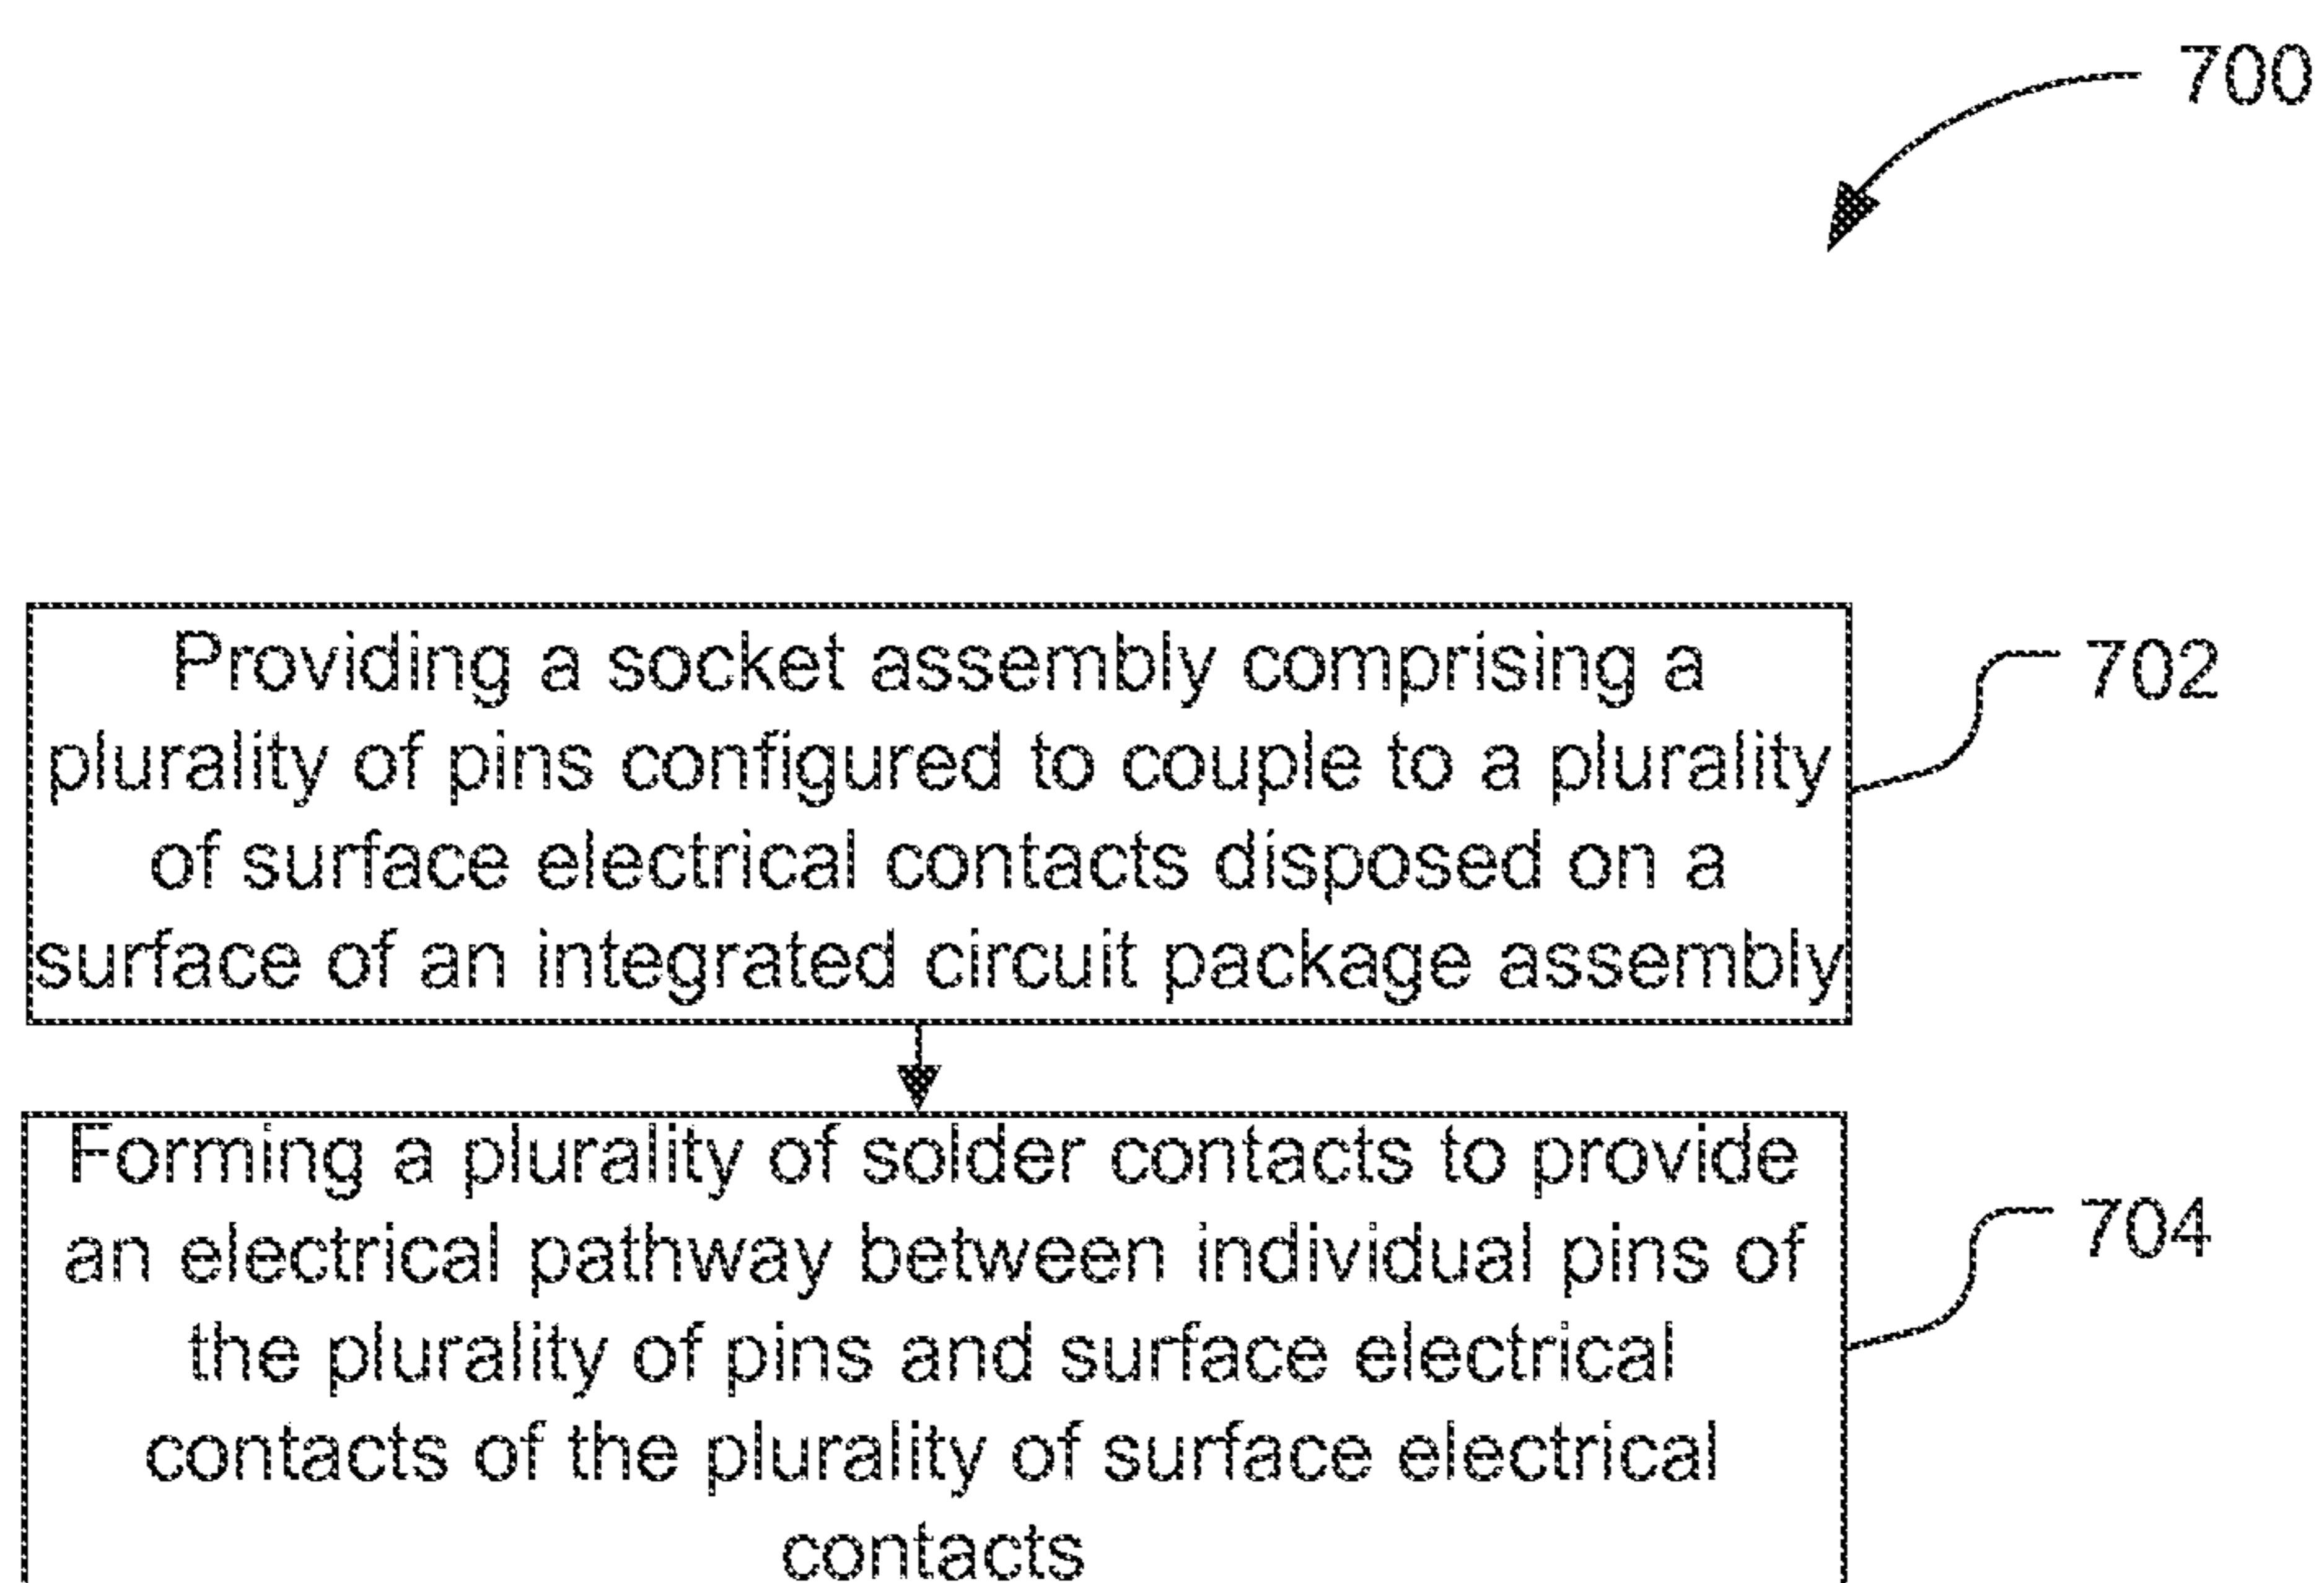 700
Providing a socket assembly comprising a
plurality of pins configured to couple to a plurality
of surface electrical contacts disposed on a
surface of an integrated circuit package assembly
702
Forming a plurality of solder contacts to provide
an electrical pathway between individual pins of
the plurality of pins and surface electrical
contacts of the plurality of surface electrical
contacts
704